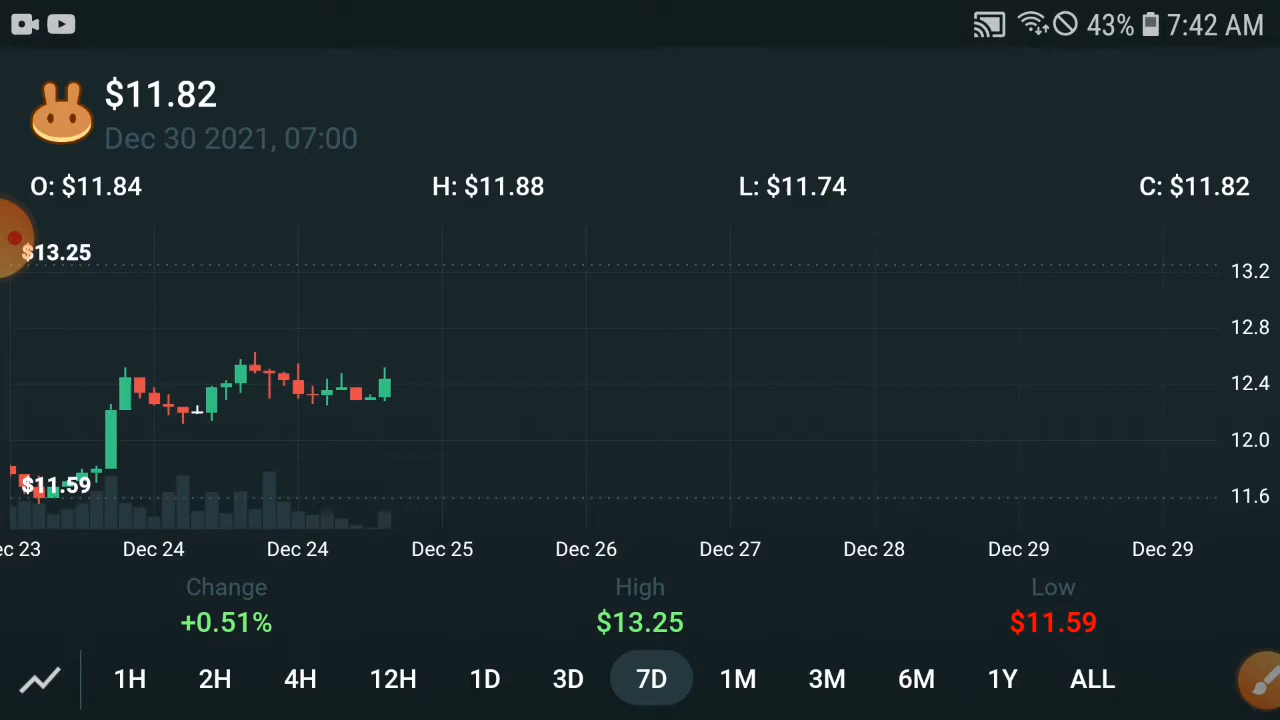 43% 7:42 AM
$11.82
Dec 30 2021, 07:00
O: $11.84 H: $11.88 L: $11.74 C: $11.82
$13.25
13.2
12.8
12.4
12.0
$11.59
11.6
ec 23 Dec 24 Dec 24 Dec 25 Dec 26 Dec 27 Dec 28 Dec 29 Dec 29
Change High Low
+0.51% $13.25 $11.59
1H 2H 4H 12H 1D 3D 7D 1M 3M 6M 1Y ALL